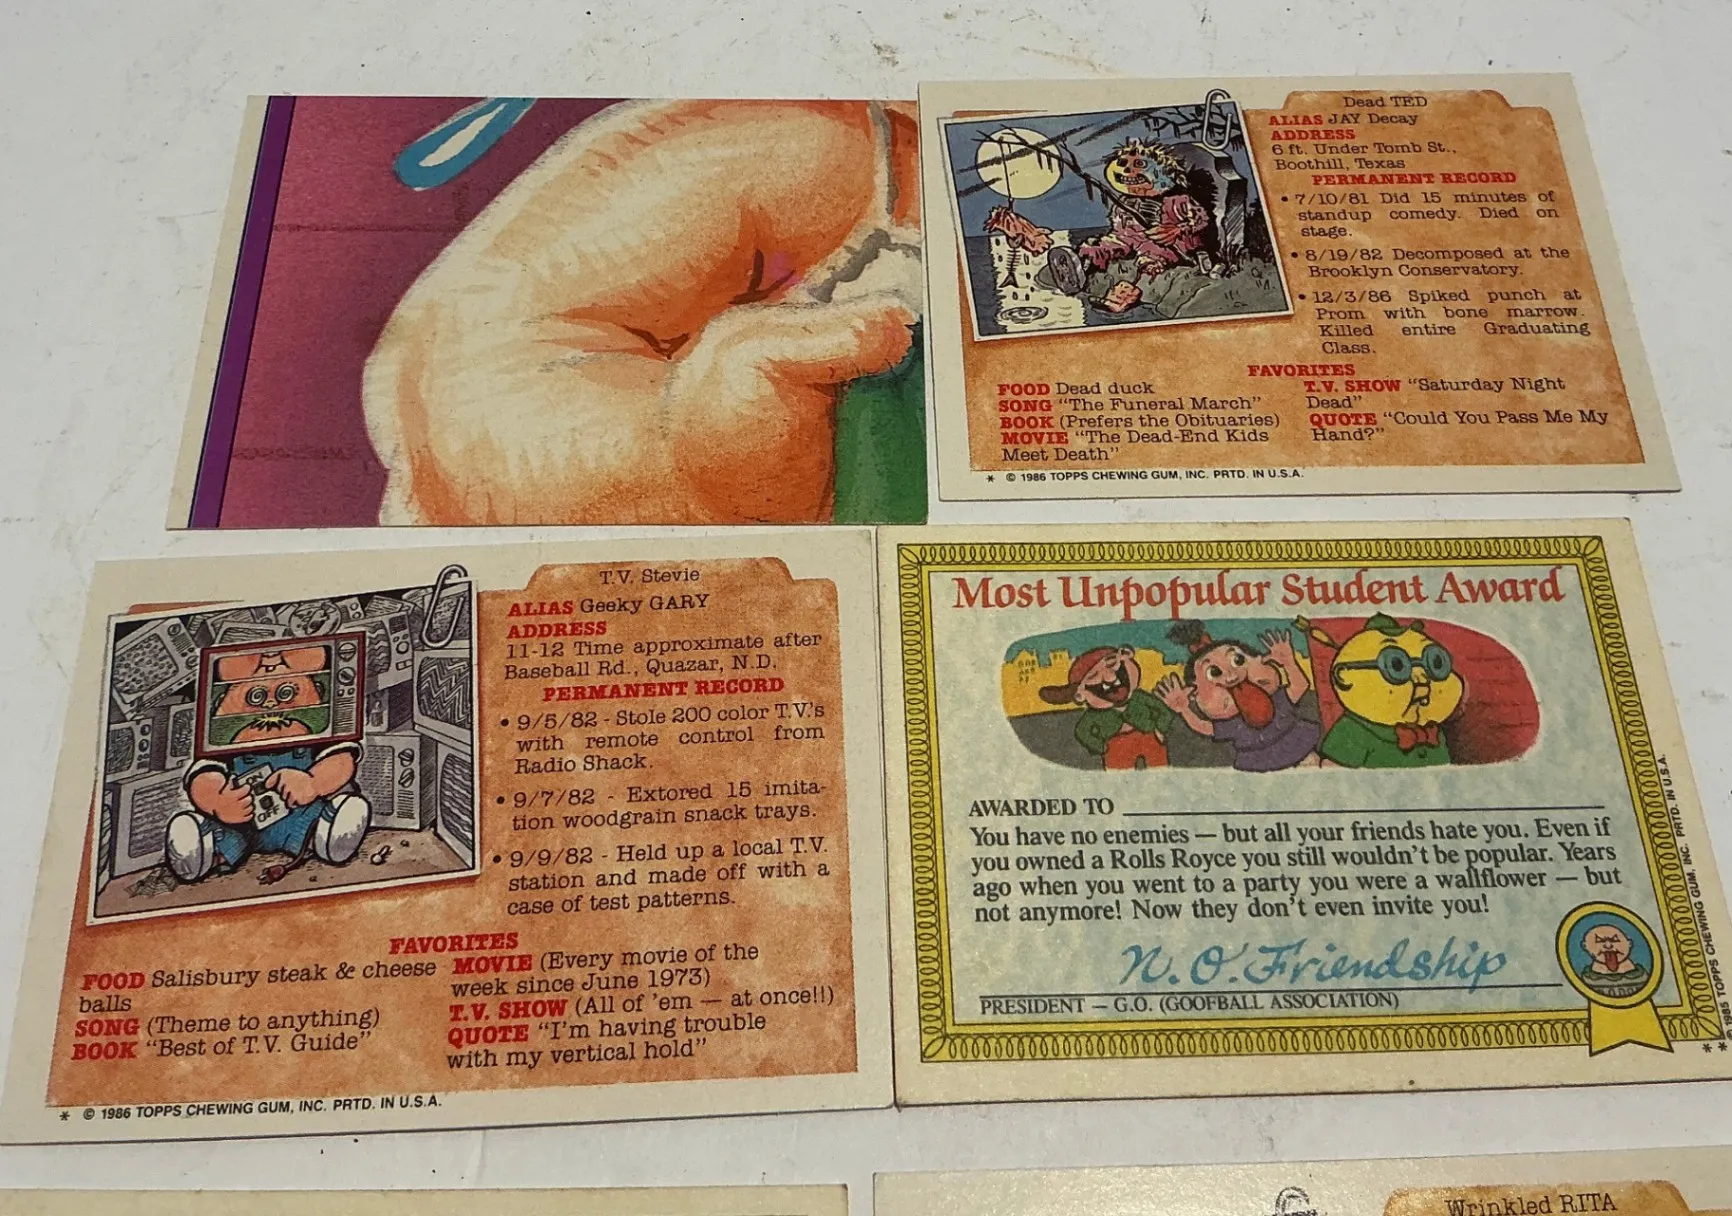 Dead TED
ALIAS JAY Decay
ADDRESS
6 ft. Under Tomb St.,
Boothill, Texas
PERMANENT RECORD
• 7/10/81 Did 15 minutes of
standup comedy. Died on
stage.
• 8/19/82 Decomposed at the
Brooklyn Conservatory.
• 12/3/86 Spiked punch at
Prom with bone marrow.
Killed entire Graduating
Class.
FAVORITES
FOOD Dead duck
SONG "The Funeral March"
BOOK (Prefers the Obituaries)
MOVIE "The Dead-End Kids
Meet Death"
T.V. SHOW "Saturday Night
Dead"
QUOTE "Could You Pass Me My
Hand?"
* © 1986 TOPPS CHEWING GUM, INC. PRTD. IN U.S.A.
T.V. Stevie
ALIAS Geeky GARY
ADDRESS
11-12 Time approximate after
Baseball Rd., Quazar, N.D.
PERMANENT RECORD
• 9/5/82 - Stole 200 color T.V.'s
with remote control from
Radio Shack.
• 9/7/82 - Extored 15 imita-
tion woodgrain snack trays.
• 9/9/82 - Held up a local T.V.
station and made off with a
case of test patterns.
ON
OFF
FAVORITES
FOOD Salisbury steak & cheese
balls
SONG (Theme to anything)
BOOK "Best of T.V. Guide"
MOVIE (Every movie of the
week since June 1973)
T.V. SHOW (All of 'em — at once!!)
QUOTE "I'm having trouble
with my vertical hold"
* © 1986 TOPPS CHEWING GUM, INC. PRTD. IN U.S.A.
Most Unpopular Student Award
AWARDED TO
You have no enemies — but all your friends hate you. Even if
you owned a Rolls Royce you still wouldn't be popular. Years
ago when you went to a party you were a wallflower — but
not anymore! Now they don't even invite you!
N. O. Friendship
PRESIDENT — G.O. (GOOFBALL ASSOCIATION)
* © 1985 TOPPS CHEWING GUM, INC. PRTD. IN U.S.A.
Wrinkled RITA